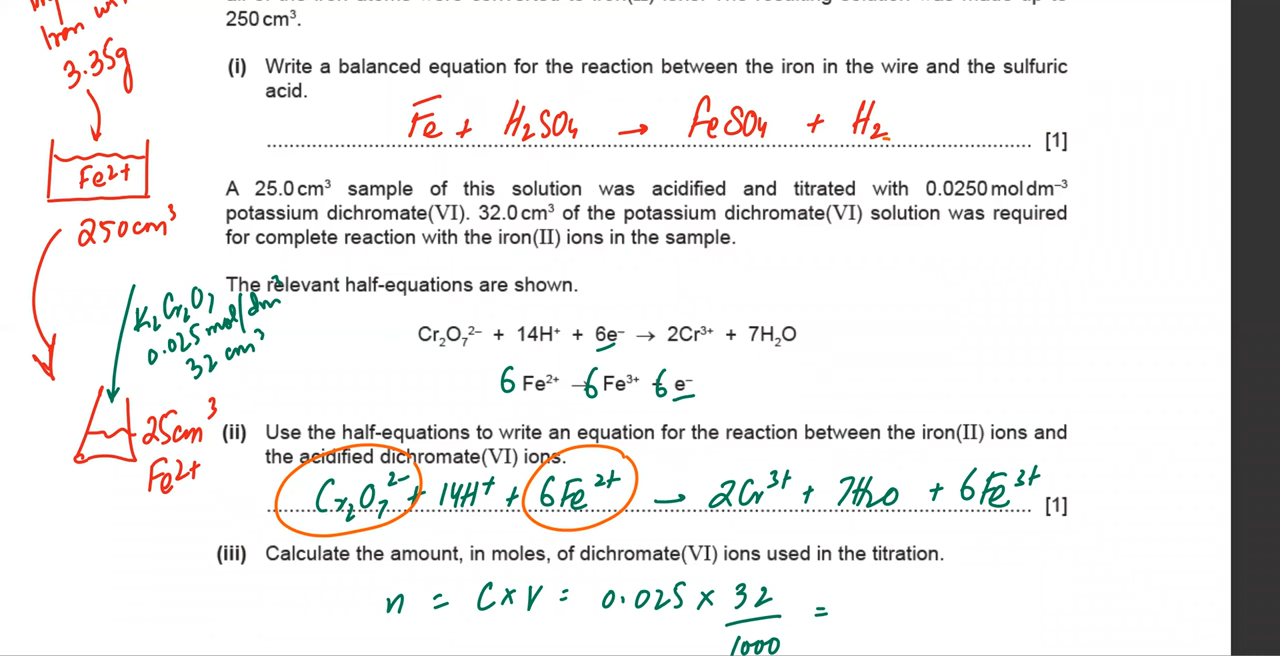 250 cm³.
(i) Write a balanced equation for the reaction between the iron in the wire and the sulfuric
acid.
Fe + H₂SO₄ → FeSO₄ + H₂
[1]
Iron
3.35g
Fe2+
250cm³
A 25.0 cm³ sample of this solution was acidified and titrated with 0.0250 mol dm⁻³
potassium dichromate(VI). 32.0 cm³ of the potassium dichromate(VI) solution was required
for complete reaction with the iron(II) ions in the sample.
The relevant half-equations are shown.
K₂Cr₂O₇
0.025 mol/dm³
32 cm³
Cr₂O₇²⁻ + 14H⁺ + 6e⁻ → 2Cr³⁺ + 7H₂O
6 Fe²⁺ → 6 Fe³⁺ 6 e⁻
25cm³
Fe2+
(ii) Use the half-equations to write an equation for the reaction between the iron(II) ions and
the acidified dichromate(VI) ions.
Cr₂O₇²⁻ + 14H⁺ + 6Fe²⁺ → 2Cr³⁺ + 7H₂O + 6Fe³⁺
[1]
(iii) Calculate the amount, in moles, of dichromate(VI) ions used in the titration.
n = C×V = 0.025 × 32/1000 =